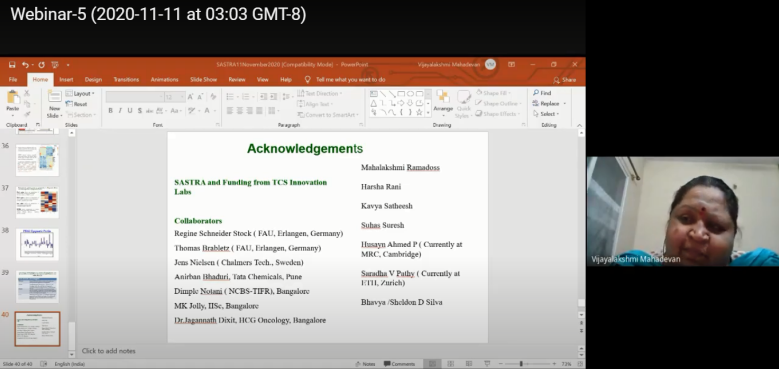 Webinar-5 (2020-11-11 at 03:03 GMT-8)
SASTRA11November2020 [Compatibility Mode] - PowerPoint
Vijayalakshmi Mahadevan VM
File Home Insert Design Transitions Animations Slide Show Review View Help Tell me what you want to do Share
Paste
New Slide
Layout
Reset
Section
Text Direction
Align Text
Convert to SmartArt
Arrange
Quick Styles
Shape Fill
Shape Outline
Shape Effects
Find
Replace
Select
Clipboard Slides Font Paragraph Drawing Editing
36
37
38
39
40
Acknowledgements
SASTRA and Funding from TCS Innovation
Labs
Collaborators
Regine Schneider Stock ( FAU, Erlangen, Germany)
Thomas Brabletz ( FAU, Erlangen, Germany)
Jens Nielsen ( Chalmers Tech., Sweden)
Anirban Bhaduri, Tata Chemicals, Pune
Dimple Notani ( NCBS-TIFR), Bangalore
MK Jolly, IISc, Bangalore
Dr.Jagannath Dixit, HCG Oncology, Bangalore
Mahalakshmi Ramadoss
Harsha Rani
Kavya Satheesh
Suhas Suresh
Husayn Ahmed P ( Currently at
MRC, Cambridge)
Saradha V Pathy ( Currently at
ETH, Zurich)
Bhavya /Sheldon D Silva
Click to add notes
Slide 40 of 40 English (India) Notes Comments 73%
Vijayalakshmi Mahadevan